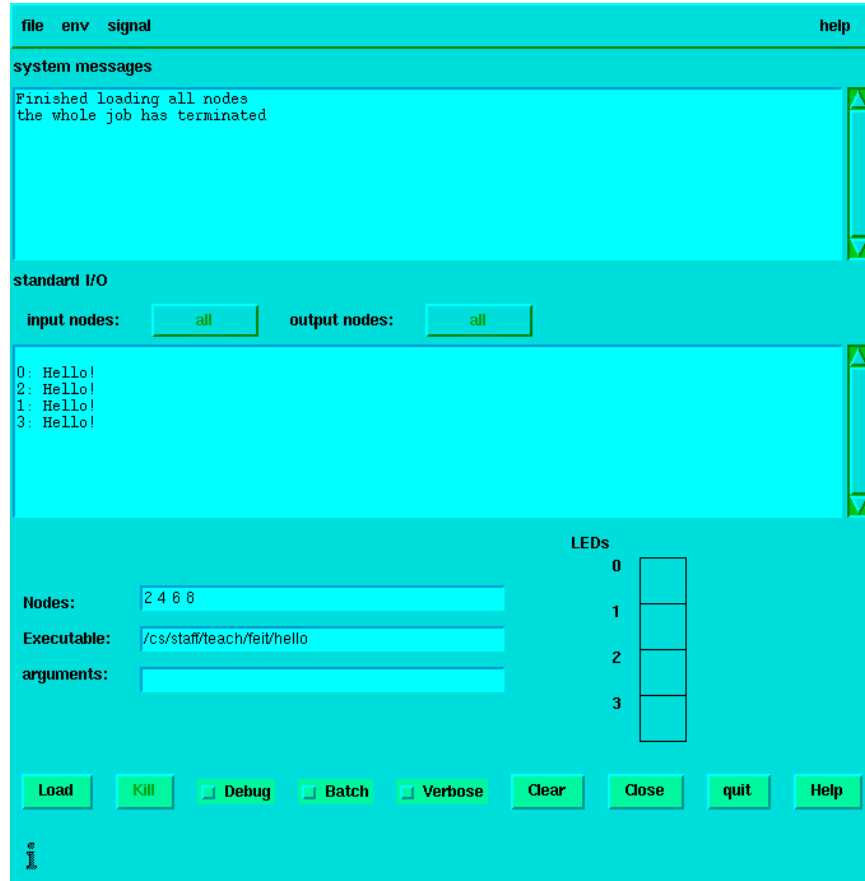 file env signal help
system messages
Finished loading all nodes
the whole job has terminated
standard I/O
input nodes: all output nodes: all
0: Hello!
2: Hello!
1: Hello!
3: Hello!
LEDs
0
Nodes: 2 4 6 8
1
Executable: /cs/staff/teach/feit/hello
2
arguments:
3
Load Kill Debug Batch Verbose Clear Close quit Help